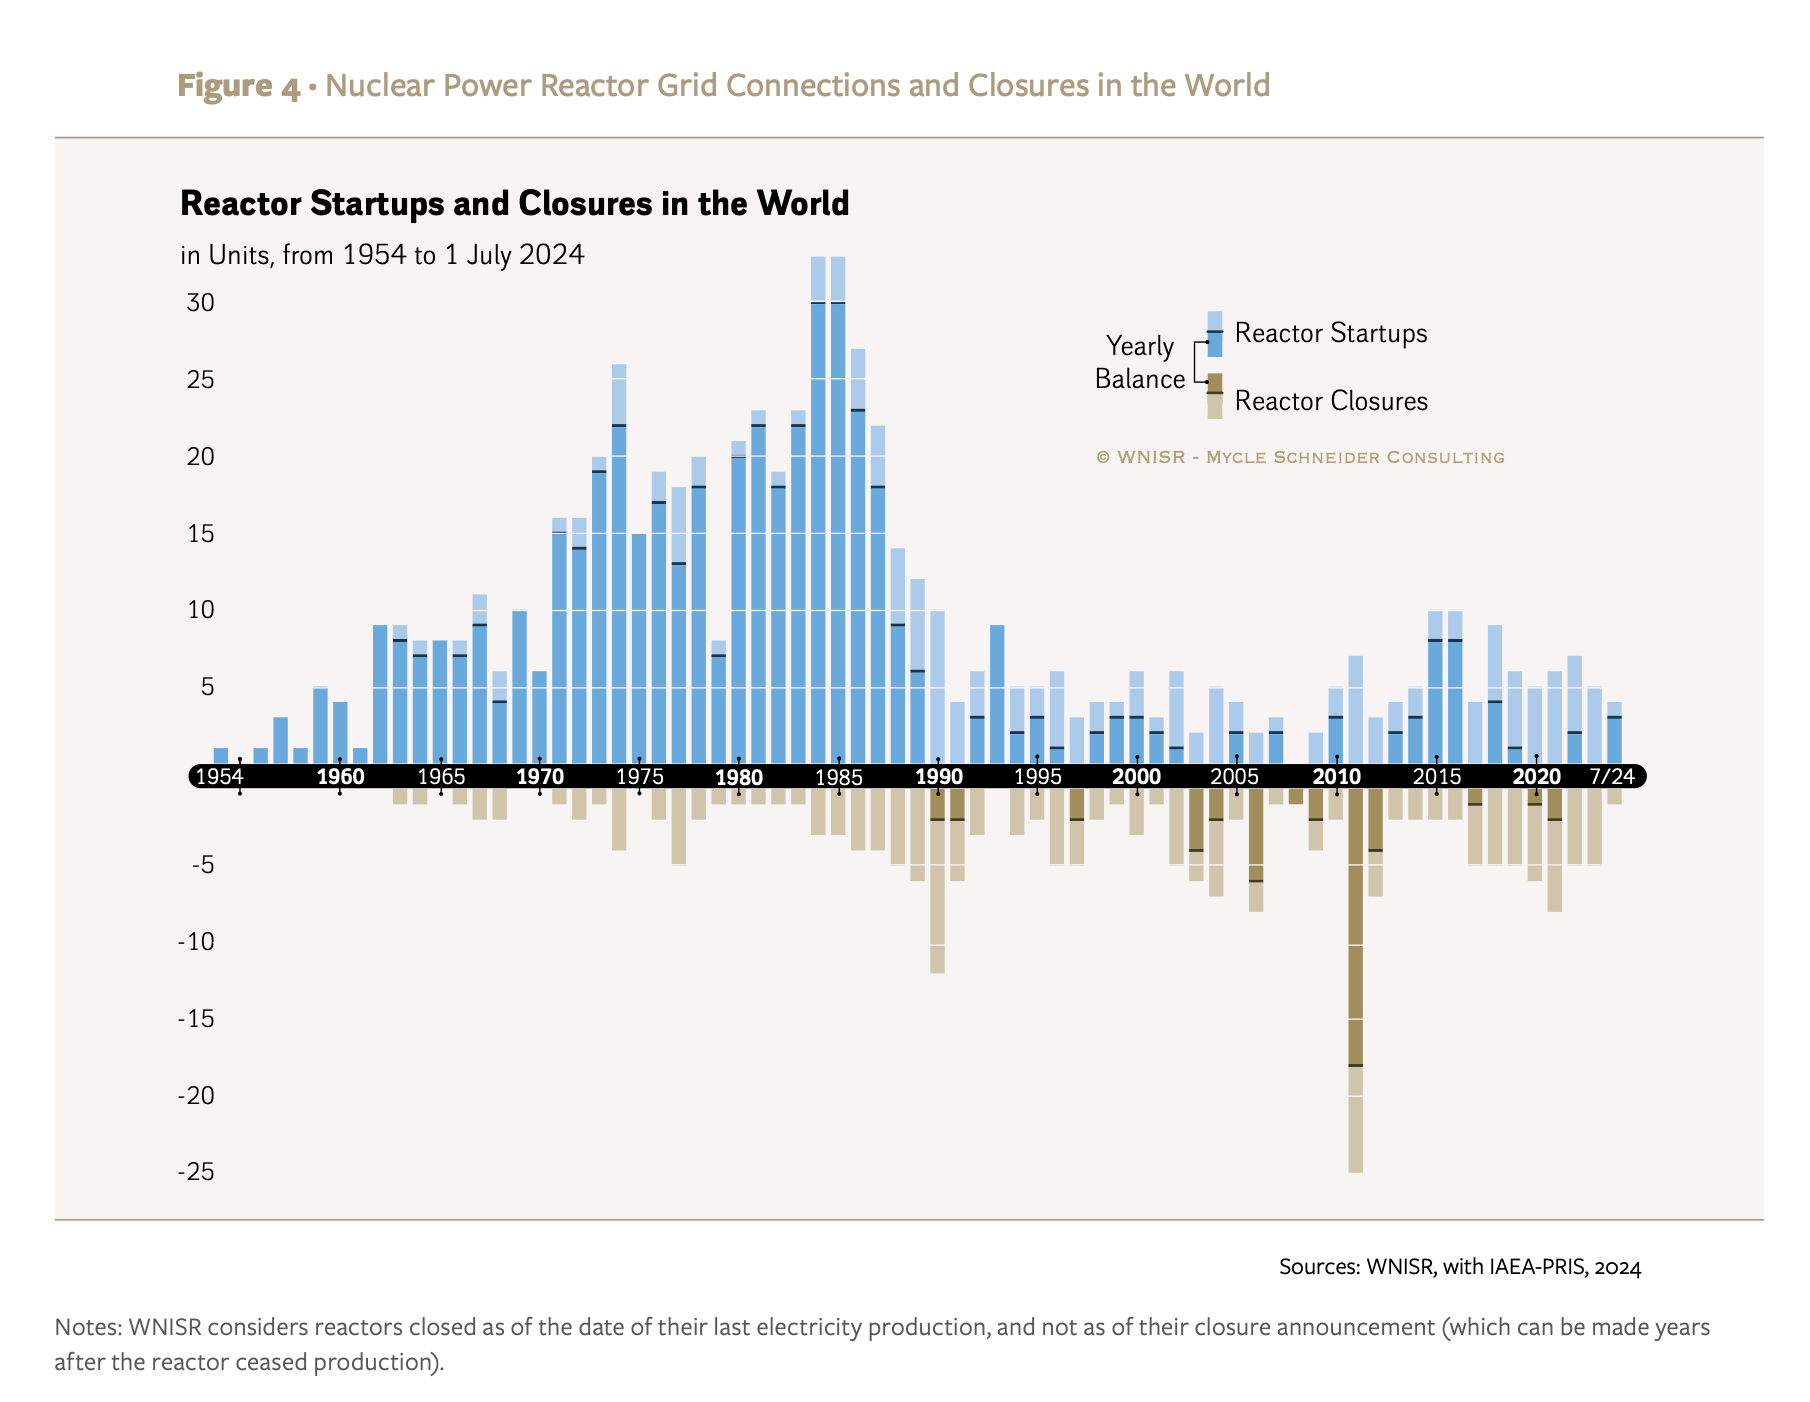 Figure 4 · Nuclear Power Reactor Grid Connections and Closures in the World
Reactor Startups and Closures in the World
in Units, from 1954 to 1 July 2024
30
25
20
15
10
5
Yearly
Balance
Reactor Startups
Reactor Closures
© WNISR - Mycle Schneider Consulting
1954 1960 1965 1970 1975 1980 1985 1990 1995 2000 2005 2010 2015 2020 7/24
-5
-10
-15
-20
-25
Sources: WNISR, with IAEA-PRIS, 2024
Notes: WNISR considers reactors closed as of the date of their last electricity production, and not as of their closure announcement (which can be made years
after the reactor ceased production).